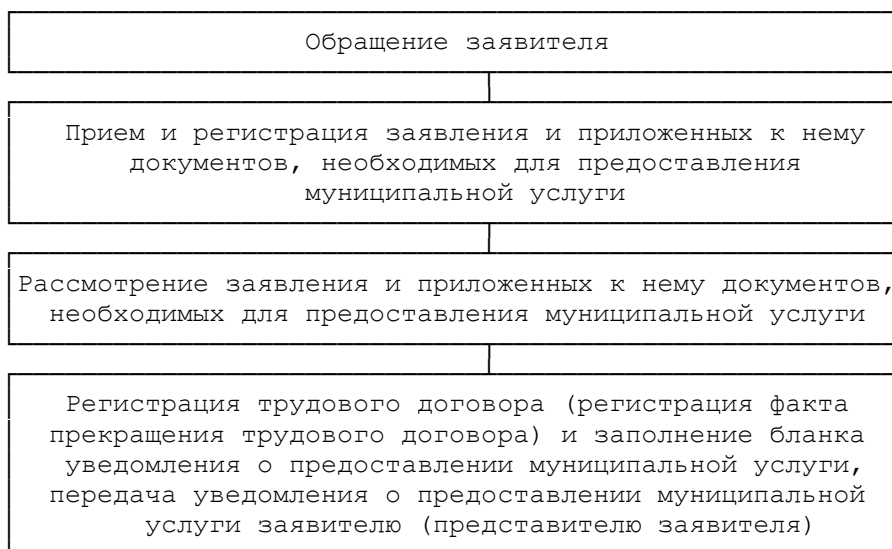 Обращение заявителя
Прием и регистрация заявления и приложенных к нему
документов, необходимых для предоставления
муниципальной услуги
Рассмотрение заявления и приложенных к нему документов,
необходимых для предоставления муниципальной услуги
Регистрация трудового договора (регистрация факта
прекращения трудового договора) и заполнение бланка
уведомления о предоставлении муниципальной услуги,
передача уведомления о предоставлении муниципальной
услуги заявителю (представителю заявителя)